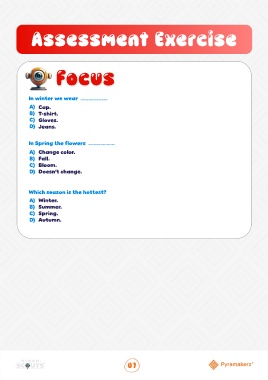 Assessment Exercise
Focus
In winter we wear ................
A) Cap.
B) T-shirt.
C) Gloves.
D) Jeans.
In Spring the flowers ................
A) Change color.
B) Fall.
C) Bloom.
D) Doesn't change.
Which season is the hottest?
A) Winter.
B) Summer.
C) Spring.
D) Autumn.
07
Pyramakerz